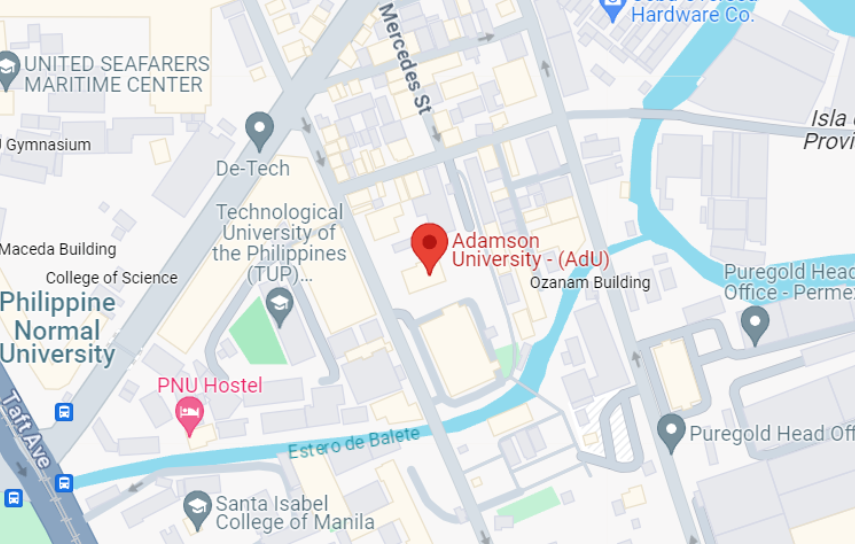 Hardware Co.
Mercedes St
UNITED SEAFARERS
MARITIME CENTER
Isla
Provi
Gymnasium
De-Tech
Technological
University of
the Philippines
(TUP)...
Maceda Building
College of Science
Adamson
University - (AdU)
Ozanam Building
Puregold Head
Office - Perme
Philippine
Normal
University
PNU Hostel
Taft Ave
Estero de Balete
Puregold Head Off
Santa Isabel
College of Manila